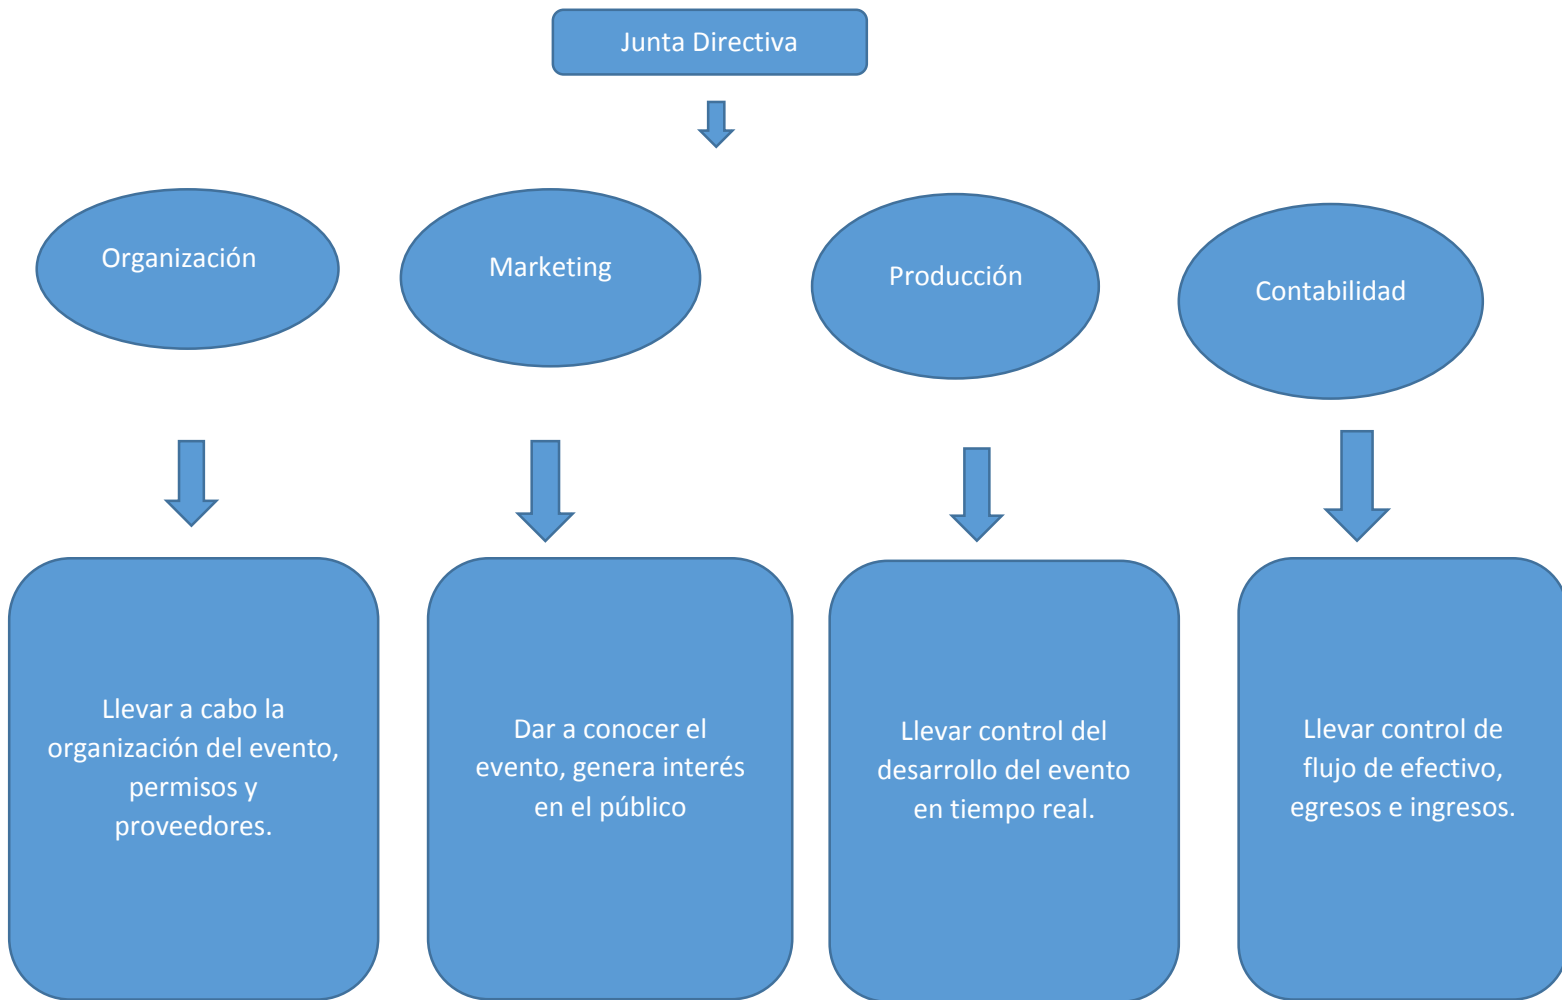 Junta Directiva
Organización
Marketing
Producción
Contabilidad
Llevar a cabo la
organización del evento,
permisos y
proveedores.
Dar a conocer el
evento, genera interés
en el público
Llevar control del
desarrollo del evento
en tiempo real.
Llevar control de
flujo de efectivo,
egresos e ingresos.